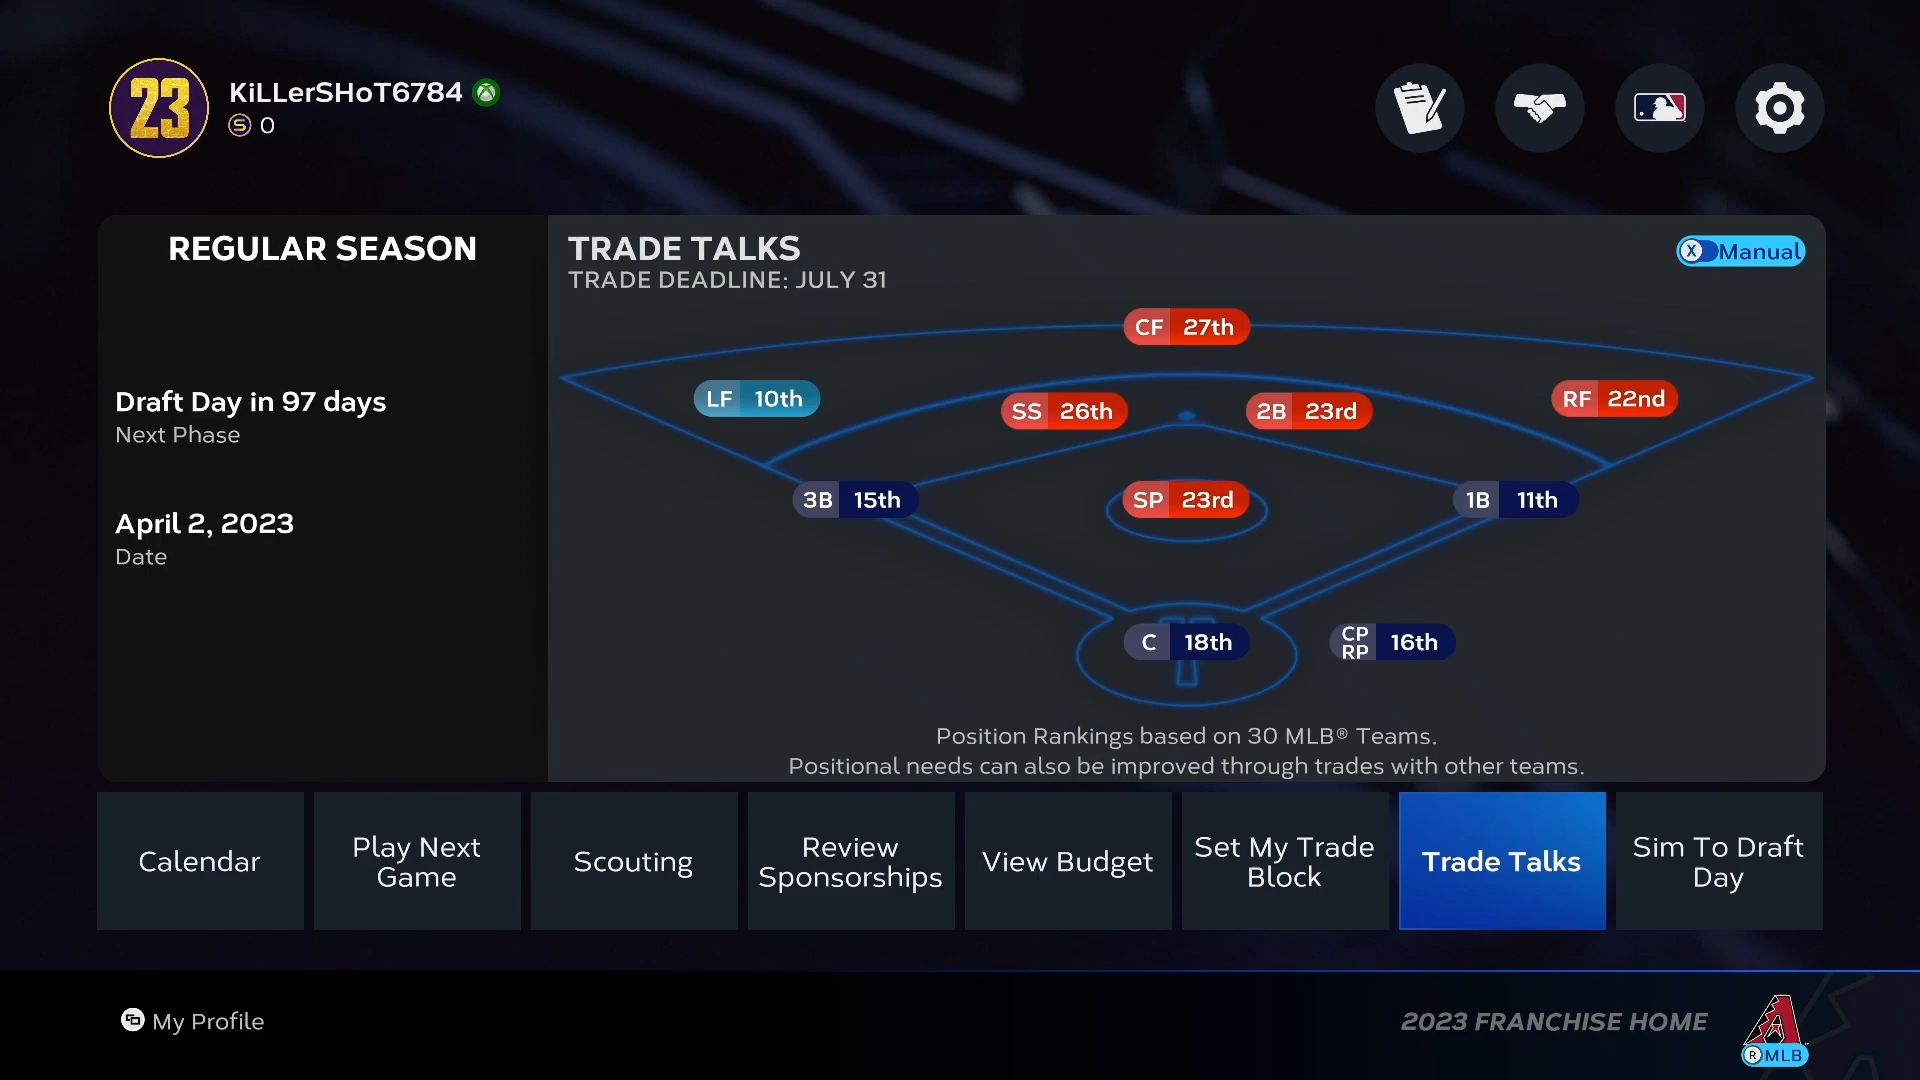 23
KiLLerSHoT6784
S 0
REGULAR SEASON
Draft Day in 97 days
Next Phase
April 2, 2023
Date
TRADE TALKS
TRADE DEADLINE: JULY 31
X Manual
CF 27th
LF 10th
SS 26th
2B 23rd
RF 22nd
3B 15th
SP 23rd
1B 11th
C 18th
CP
RP 16th
Position Rankings based on 30 MLB® Teams.
Positional needs can also be improved through trades with other teams.
Calendar
Play Next
Game
Scouting
Review
Sponsorships
View Budget
Set My Trade
Block
Trade Talks
Sim To Draft
Day
My Profile
2023 FRANCHISE HOME
A
R MLB